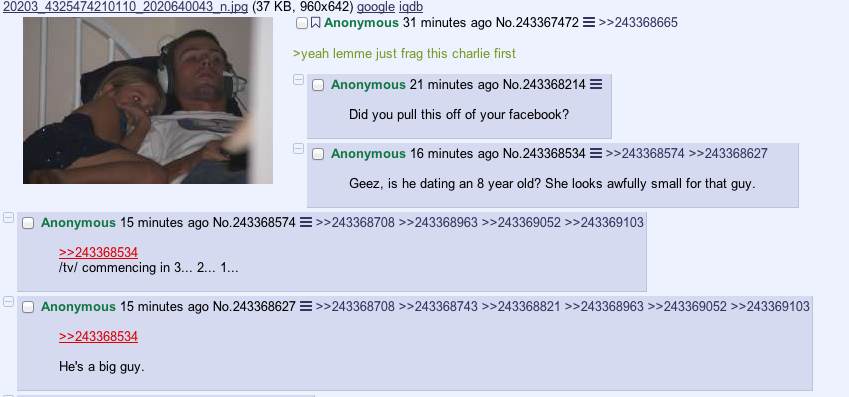 20203_4325474210110_2020640043_n.jpg (37 KB, 960x642) google iqdb
Anonymous 31 minutes ago No.243367472 >>243368665
>yeah lemme just frag this charlie first
Anonymous 21 minutes ago No.243368214
Did you pull this off of your facebook?
Anonymous 16 minutes ago No.243368534 >>243368574 >>243368627
Geez, is he dating an 8 year old? She looks awfully small for that guy.
Anonymous 15 minutes ago No.243368574 >>243368708 >>243368963 >>243369052 >>243369103
>>243368534
/tv/ commencing in 3... 2... 1...
Anonymous 15 minutes ago No.243368627 >>243368708 >>243368743 >>243368821 >>243368963 >>243369052 >>243369103
>>243368534
He's a big guy.